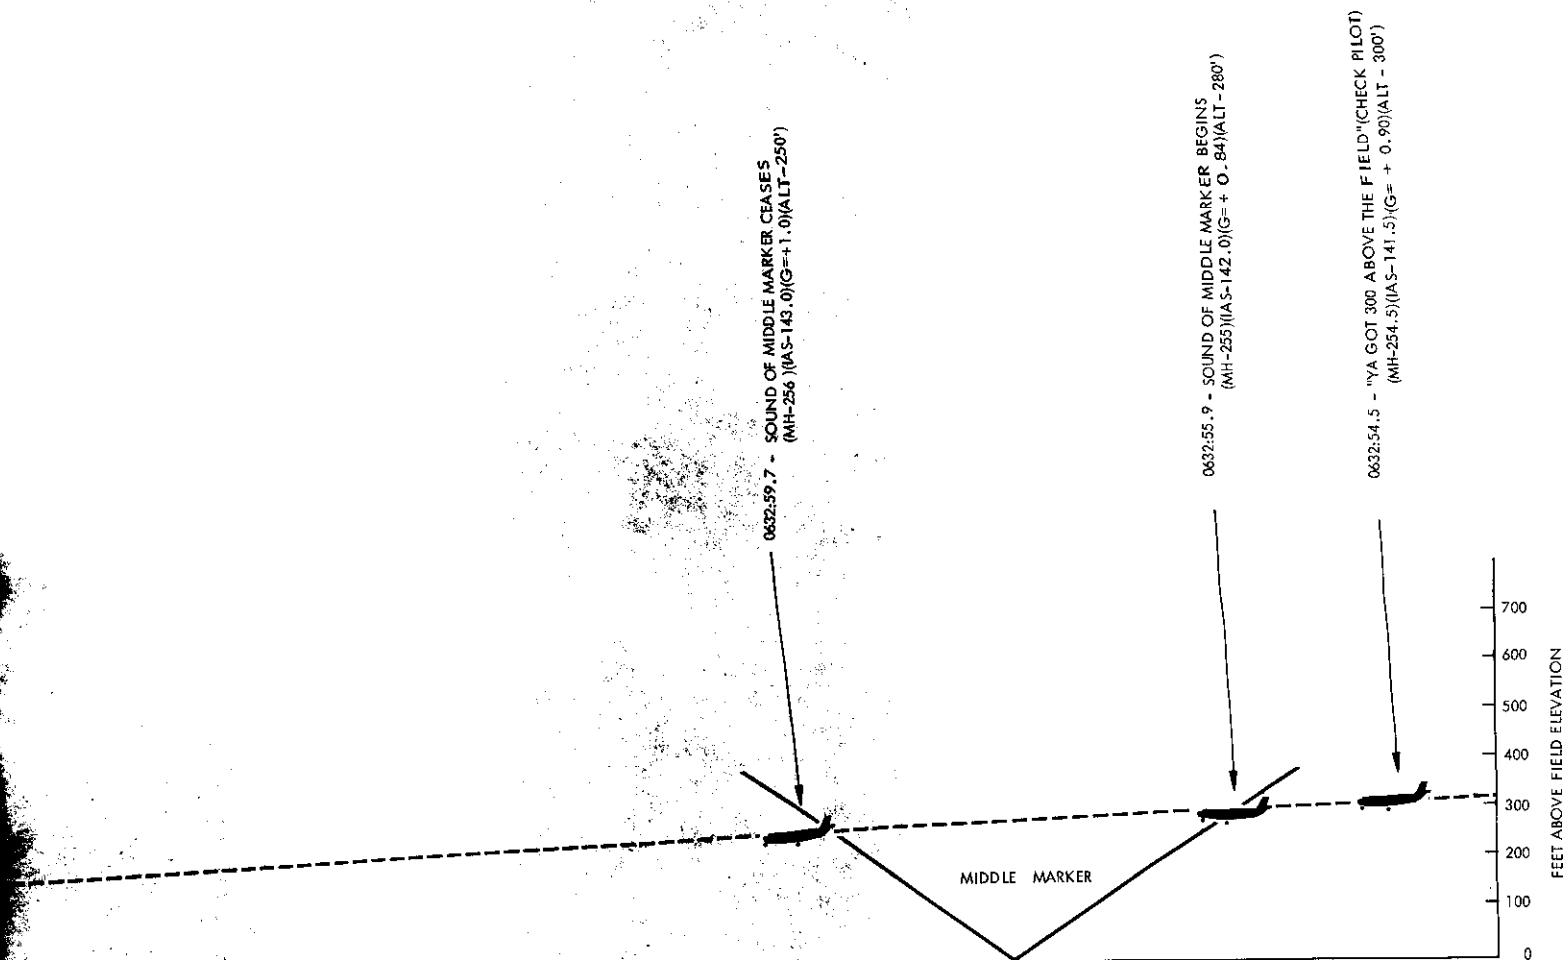 0632:59.7 - SOUND OF MIDDLE MARKER CEASES
(MH-256 )(IAS-143.0)(G=+1.0)(ALT-250')
0632:55.9 - SOUND OF MIDDLE MARKER BEGINS
(MH-255)(IAS-142.0)(G=+ 0.84)(ALT-280')
0632:54.5 - "YA GOT 300 ABOVE THE FIELD"(CHECK PILOT)
(MH-254.5)(IAS-141.5)(G= + 0.90)(ALT - 300')
700
600
500
400
300
200
100
0
FEET ABOVE FIELD ELEVATION
MIDDLE MARKER